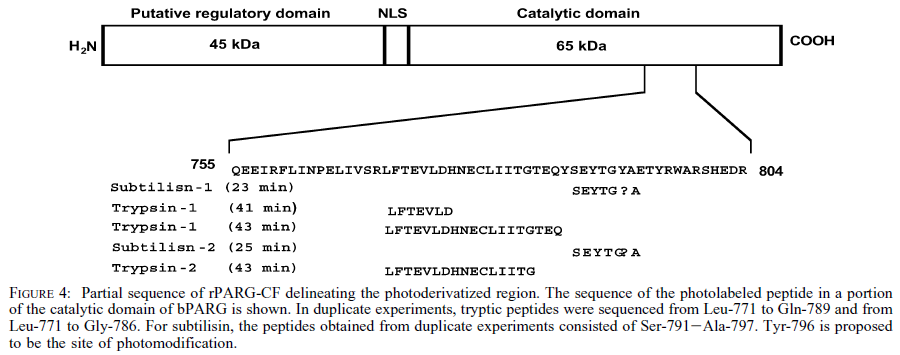 Putative regulatory domain NLS Catalytic domain
H2N 45 kDa 65 kDa COOH
755 QEEIRFLINPELIVSRLFTEVLDHNECLIITGTEQYSEYTGYAETYRWARSHEDR 804
Subtilisn-1 (23 min) SEYTG?A
Trypsin-1 (41 min) LFTEVLD
Trypsin-1 (43 min) LFTEVLDHNECLIITGTEQ
Subtilisn-2 (25 min) SEYTG?A
Trypsin-2 (43 min) LFTEVLDHNECLIITG
FIGURE 4: Partial sequence of rPARG-CF delineating the photoderivatized region. The sequence of the photolabeled peptide in a portion
of the catalytic domain of bPARG is shown. In duplicate experiments, tryptic peptides were sequenced from Leu-771 to Gln-789 and from
Leu-771 to Gly-786. For subtilisin, the peptides obtained from duplicate experiments consisted of Ser-791−Ala-797. Tyr-796 is proposed
to be the site of photomodification.